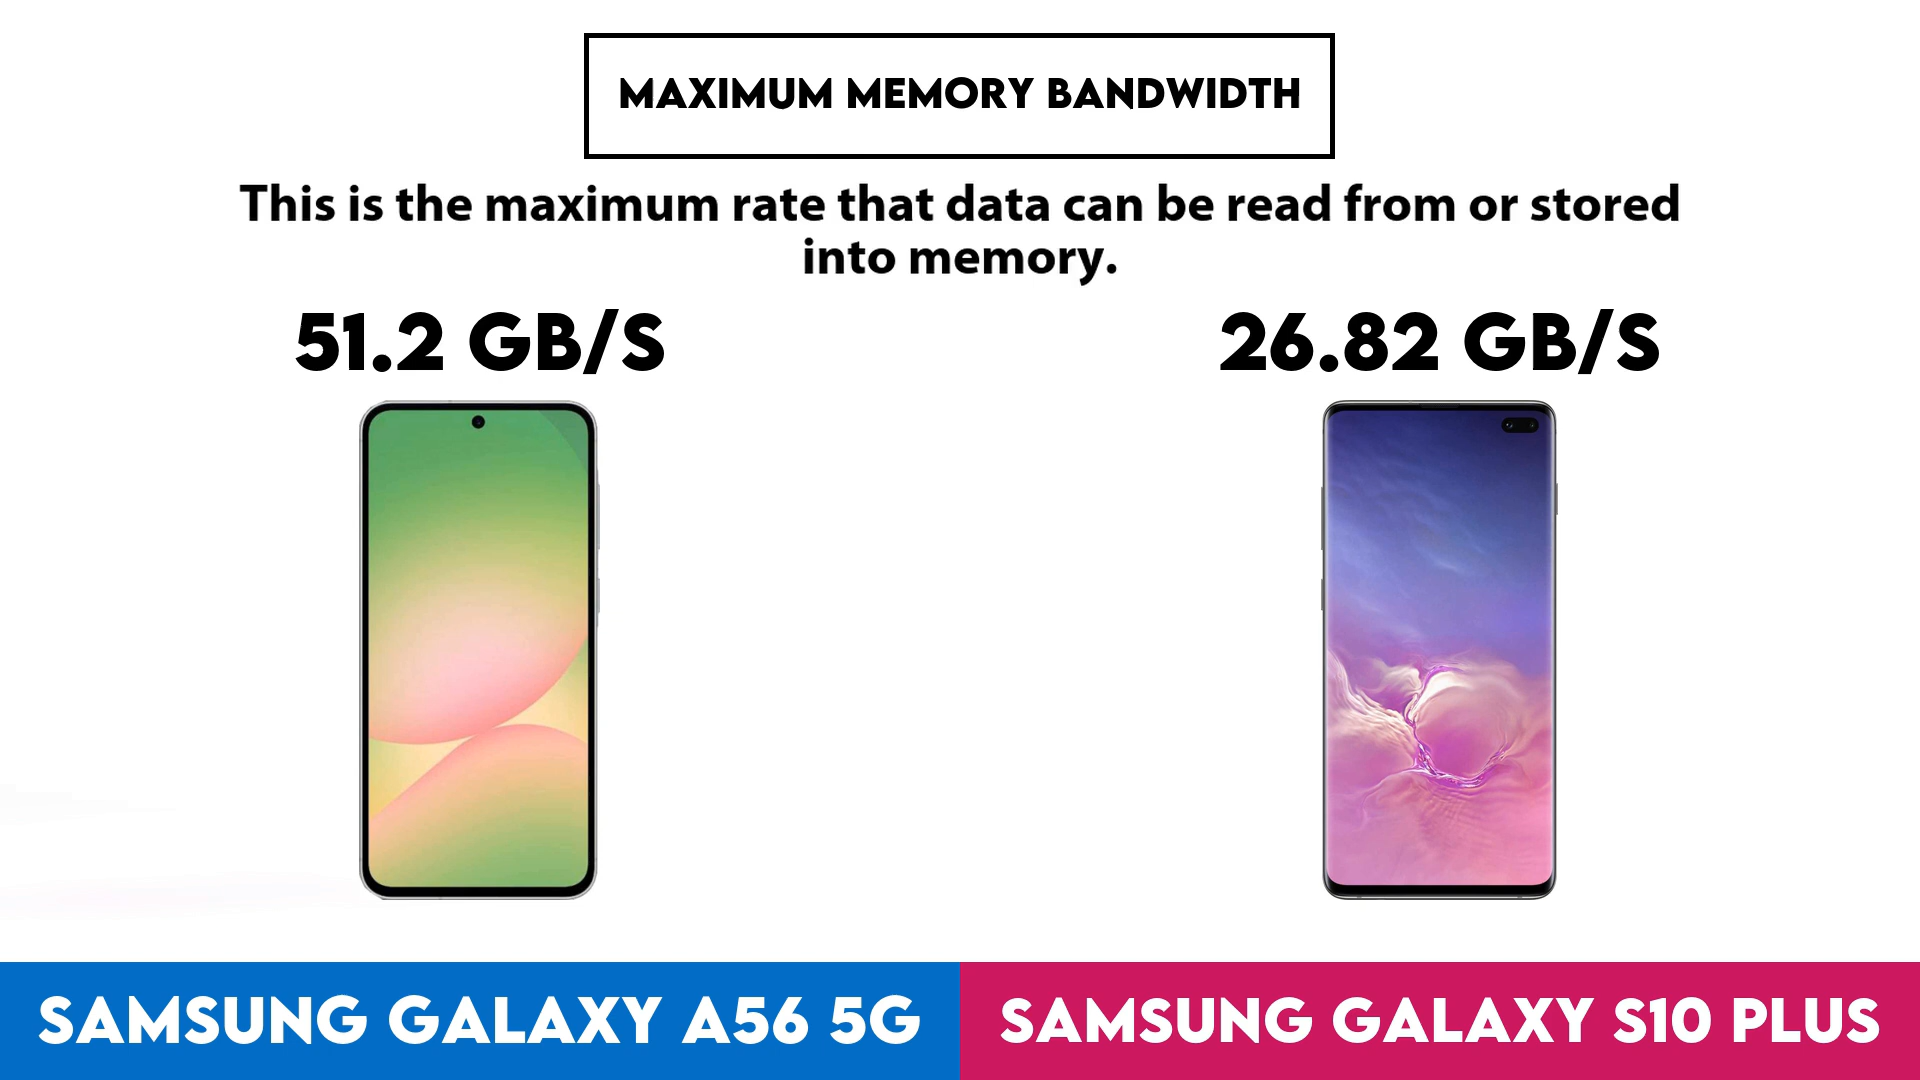 MAXIMUM MEMORY BANDWIDTH
This is the maximum rate that data can be read from or stored
into memory.
51.2 GB/S
26.82 GB/S
SAMSUNG GALAXY A56 5G
SAMSUNG GALAXY S10 PLUS